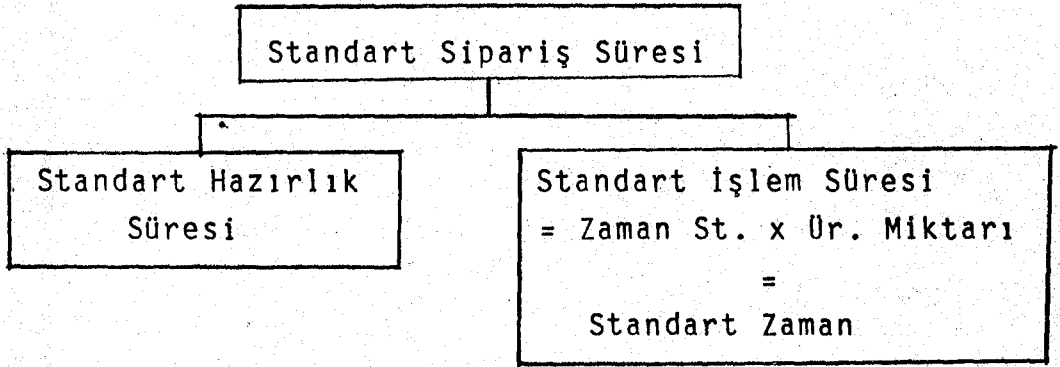 Standart Sipariş Süresi
Standart Hazırlık
Süresi
Standart İşlem Süresi
= Zaman St. x Ür. Miktarı
=
Standart Zaman